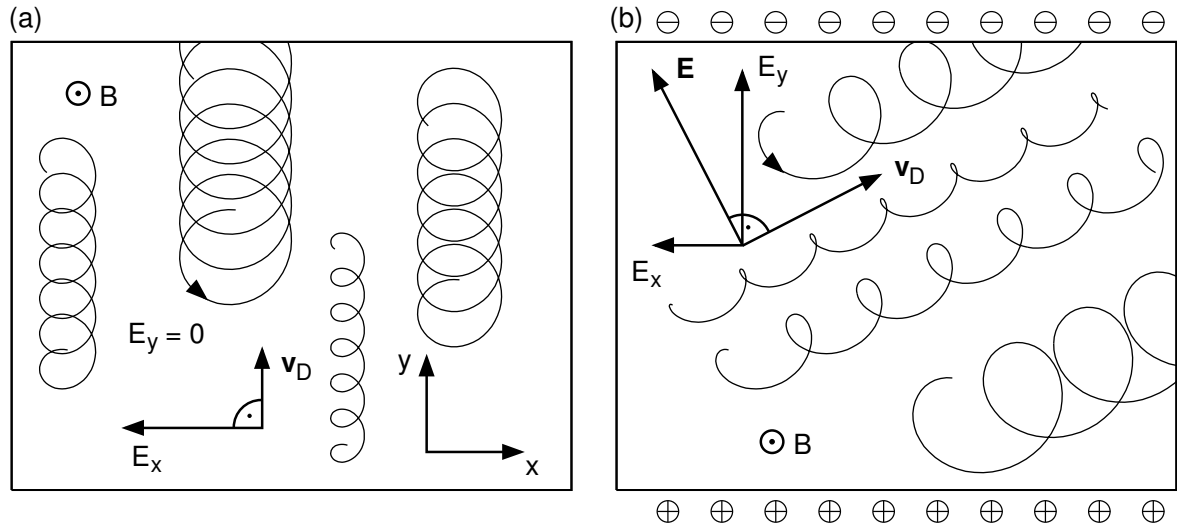 (a)
B
E_y = 0
v_D
E_x
y
x
(b)
⊖ ⊖ ⊖ ⊖ ⊖ ⊖ ⊖ ⊖ ⊖ ⊖
E
E_y
v_D
E_x
B
⊕ ⊕ ⊕ ⊕ ⊕ ⊕ ⊕ ⊕ ⊕ ⊕